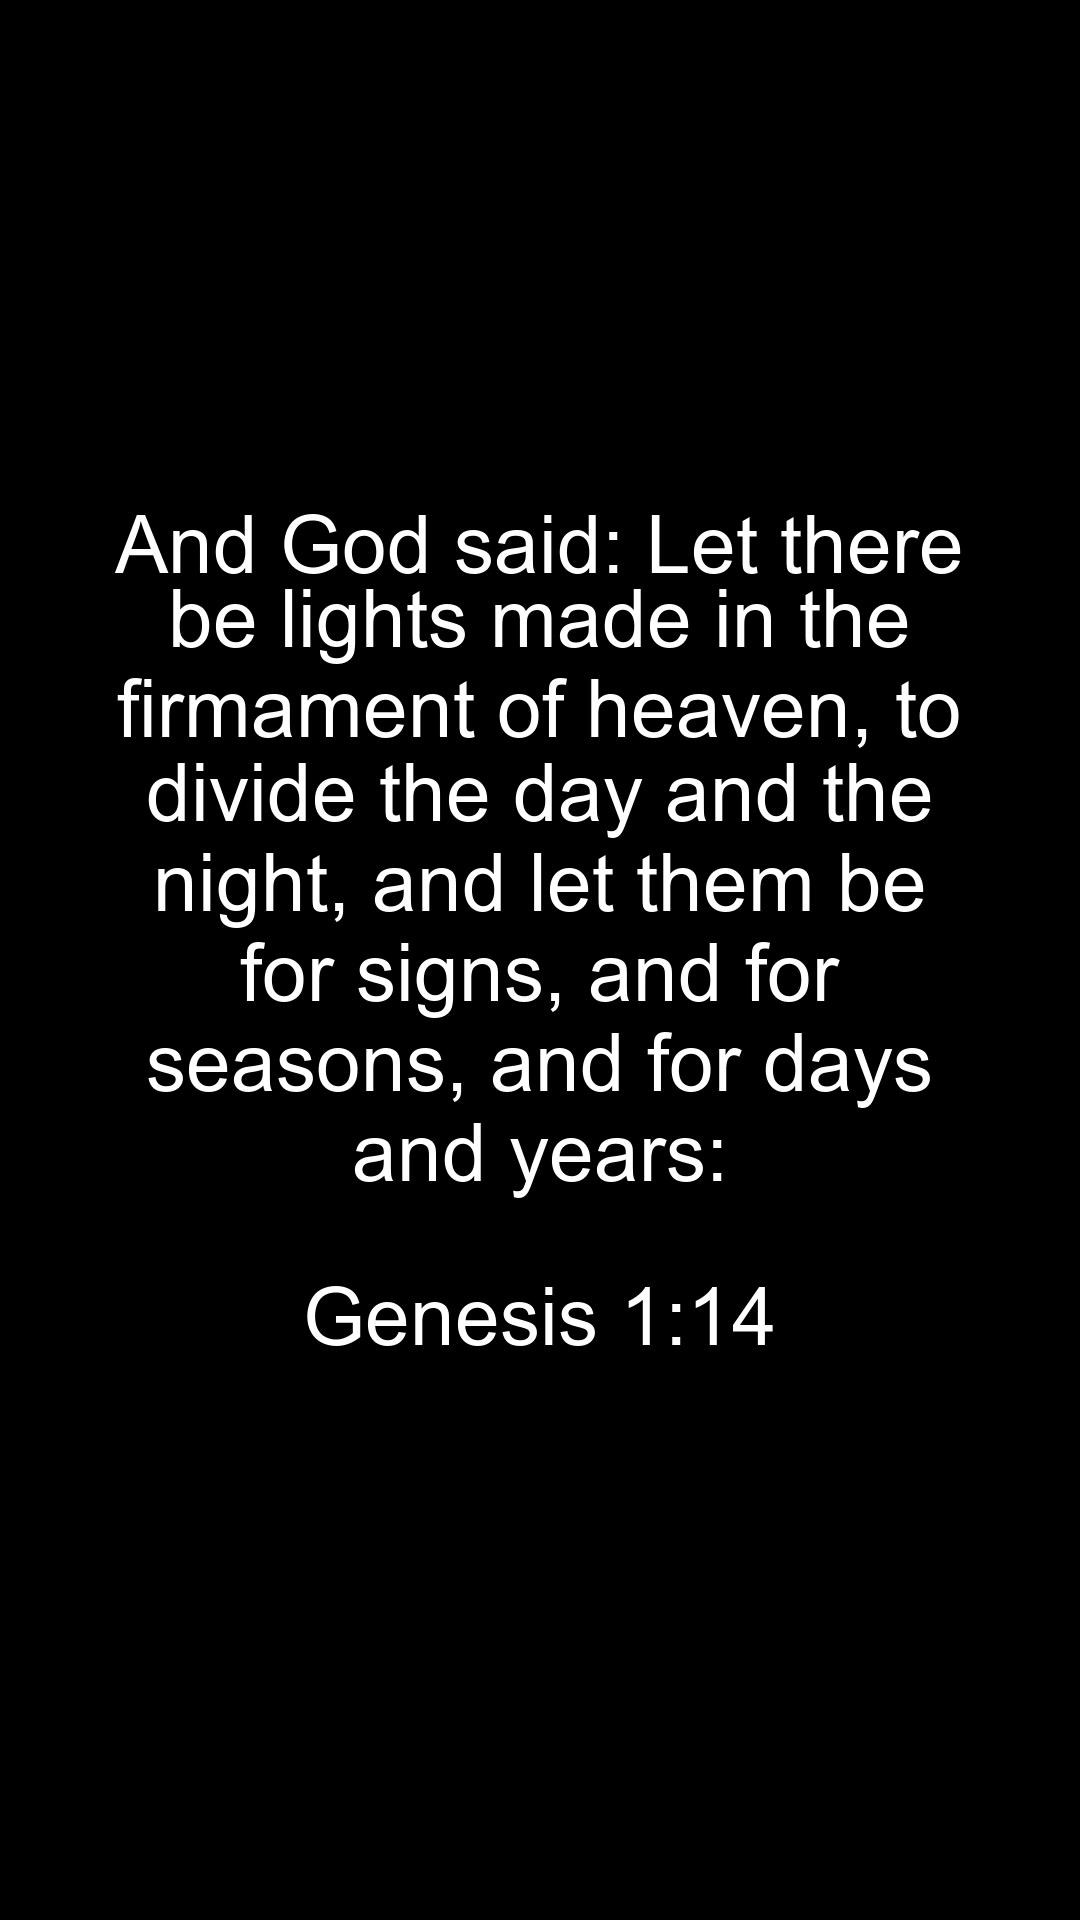 And God said: Let there
be lights made in the
firmament of heaven, to
divide the day and the
night, and let them be
for signs, and for
seasons, and for days
and years:
Genesis 1:14